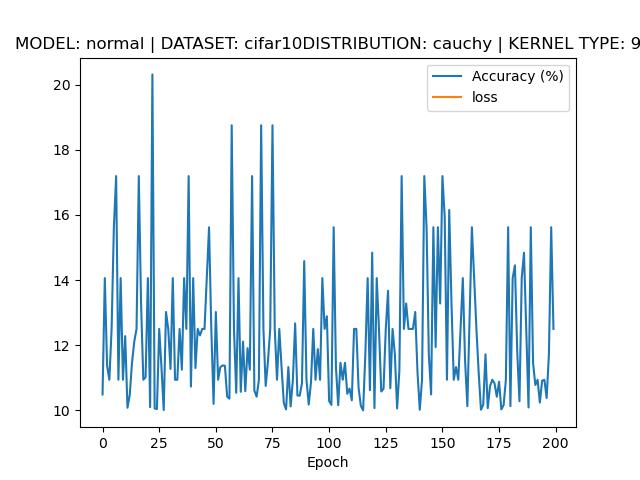 MODEL: normal | DATASET: cifar10DISTRIBUTION: cauchy | KERNEL TYPE: 9
Accuracy (%)
loss
20
18
16
14
12
10
0 25 50 75 100 125 150 175 200
Epoch